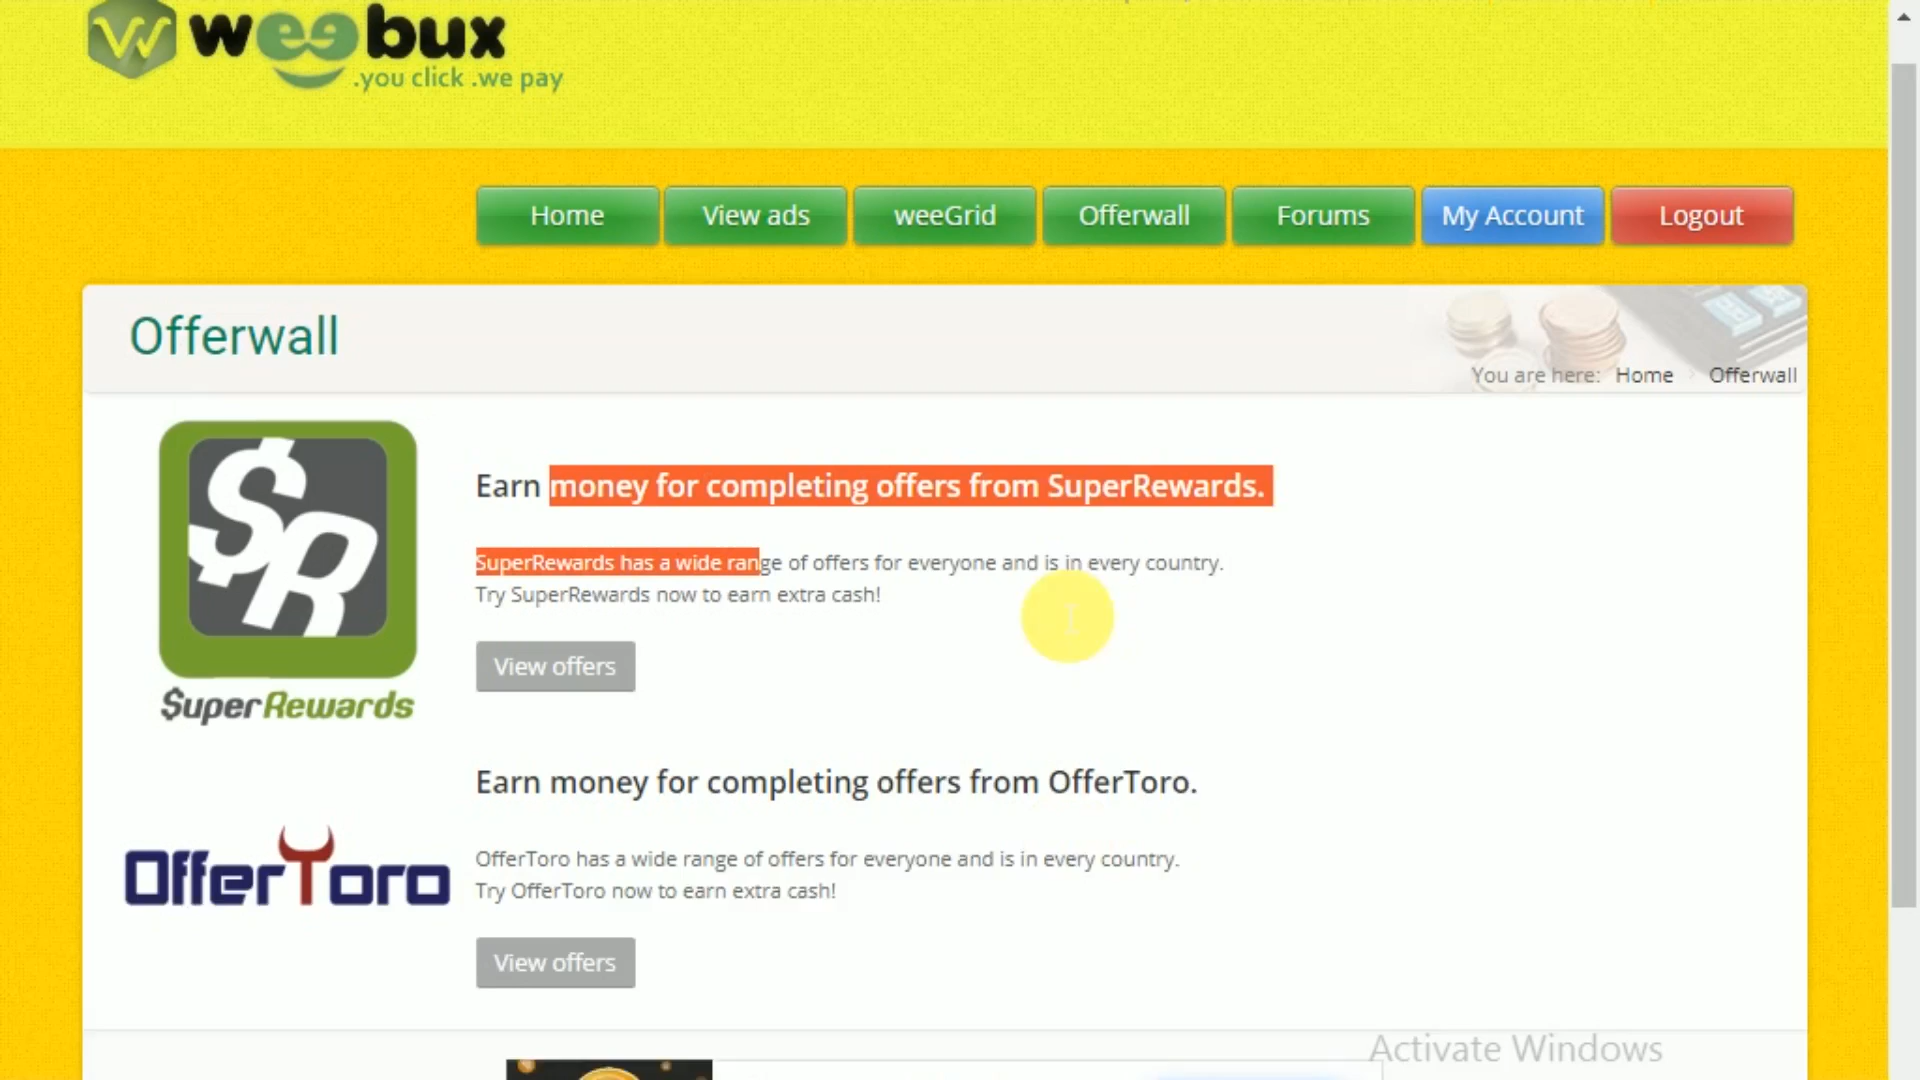 weebux
.you click .we pay
Home
View ads
weeGrid
Offerwall
Forums
My Account
Logout
Offerwall
You are here: Home Offerwall
$R
Earn money for completing offers from SuperRewards.
SuperRewards has a wide range of offers for everyone and is in every country.
Try SuperRewards now to earn extra cash!
View offers
$uperRewards
Earn money for completing offers from OfferToro.
OfferToro
OfferToro has a wide range of offers for everyone and is in every country.
Try OfferToro now to earn extra cash!
View offers
Activate Windows